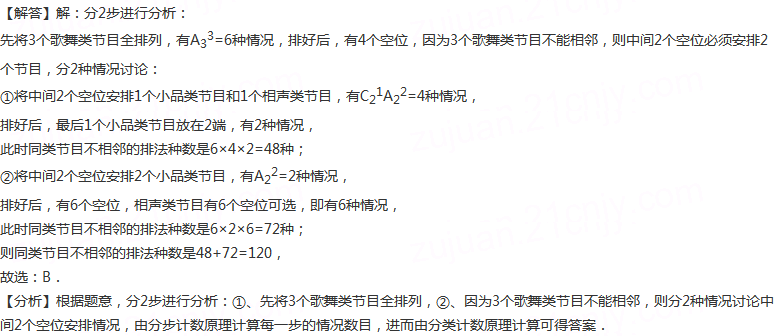 【解答】解：分2步进行分析：
先将3个歌舞类节目全排列，有A₃³=6种情况，排好后，有4个空位，因为3个歌舞类节目不能相邻，则中间2个空位必须安排2
个节目，分2种情况讨论：
①将中间2个空位安排1个小品类节目和1个相声类节目，有C₂¹A₂²=4种情况，
排好后，最后1个小品类节目放在2端，有2种情况，
此时同类节目不相邻的排法种数是6×4×2=48种；
②将中间2个空位安排2个小品类节目，有A₂²=2种情况，
排好后，有6个空位，相声类节目有6个空位可选，即有6种情况，
此时同类节目不相邻的排法种数是6×2×6=72种；
则同类节目不相邻的排法种数是48+72=120，
故选：B．
【分析】根据题意，分2步进行分析：①、先将3个歌舞类节目全排列，②、因为3个歌舞类节目不能相邻，则分2种情况讨论中
间2个空位安排情况，由分步计数原理计算每一步的情况数目，进而由分类计数原理计算可得答案．